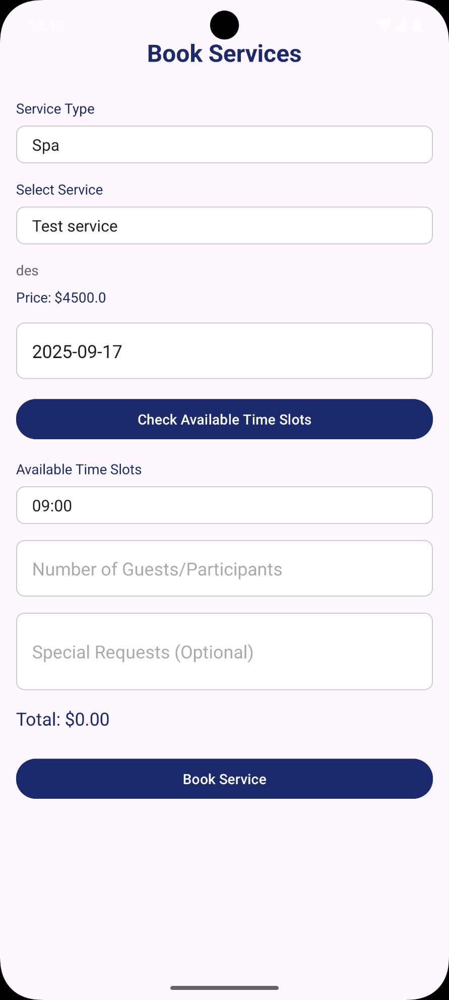 10:42
Book Services
Service Type
Spa
Select Service
Test service
des
Price: $4500.0
2025-09-17
Check Available Time Slots
Available Time Slots
09:00
Number of Guests/Participants
Special Requests (Optional)
Total: $0.00
Book Service